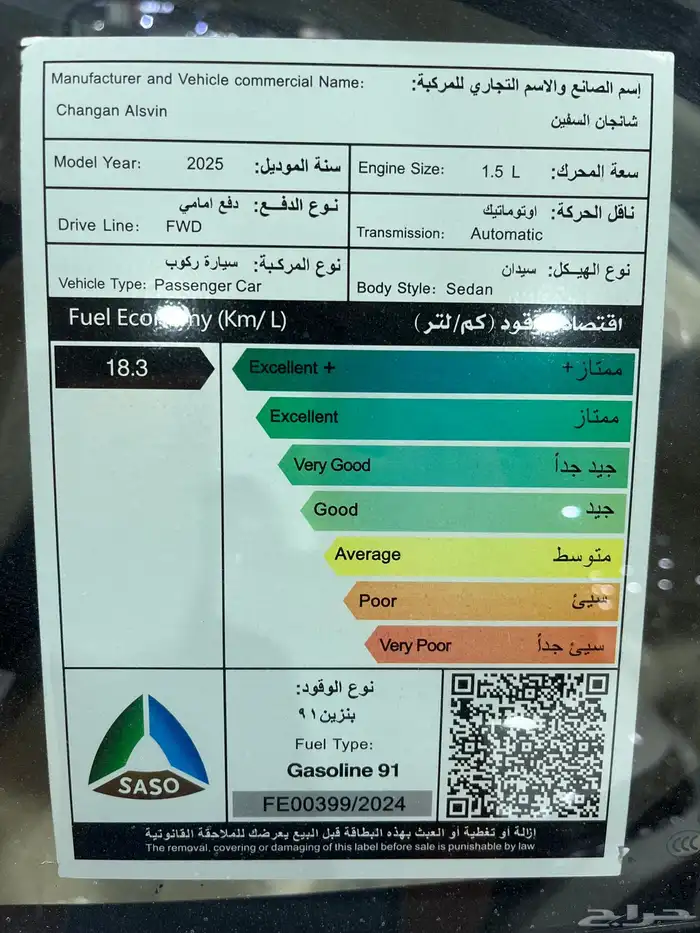 Manufacturer and Vehicle commercial Name: إسم الصانع والاسم التجاري للمركبة:
Changan Alsvin شانجان السفين
Model Year: 2025 سنة الموديل:
Engine Size: 1.5 L سعة المحرك:
نوع الدفع: دفع امامي
Drive Line: FWD
ناقل الحركة: اوتوماتيك
Transmission: Automatic
نوع المركبة: سيارة ركوب
Vehicle Type: Passenger Car
نوع الهيكل: سيدان
Body Style: Sedan
Fuel (Km/ L) (كم/لتر)
18.3
Excellent + ممتاز +
Excellent ممتاز
Very Good جيد جداً
Good جيد
Average متوسط
Poor سيئ
Very Poor سيئ جداً
SASO
نوع الوقود:
بنزين ٩١
Fuel Type:
Gasoline 91
FE00399/2024
إزالة أو تغطية أو العبث بهذه البطاقة قبل البيع يعرضك للملاحقة القانونية
The removal, covering or damaging of this label before sale is punishable by law
CCC
حراج